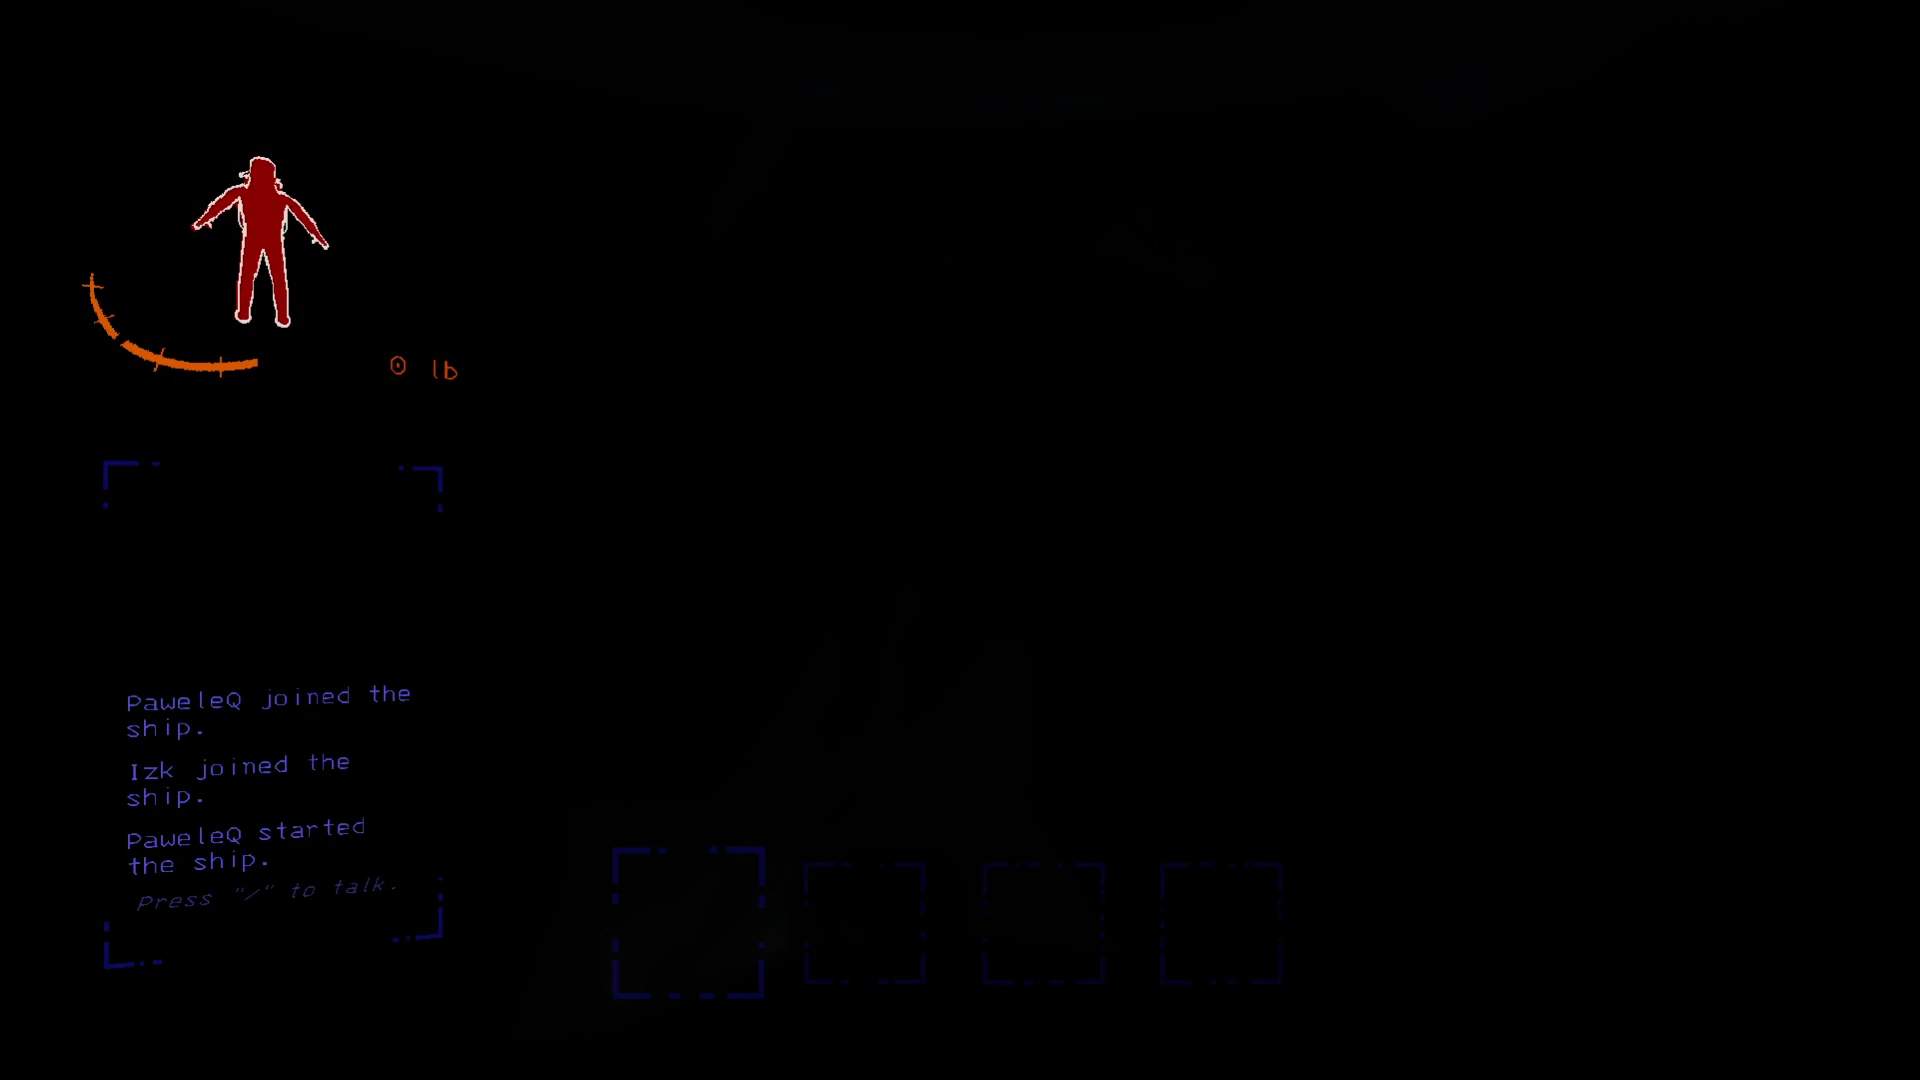 0 lb
PaweleQ joined the
ship.
Izk joined the
ship.
PaweleQ started
the ship.
Press "/" to talk.